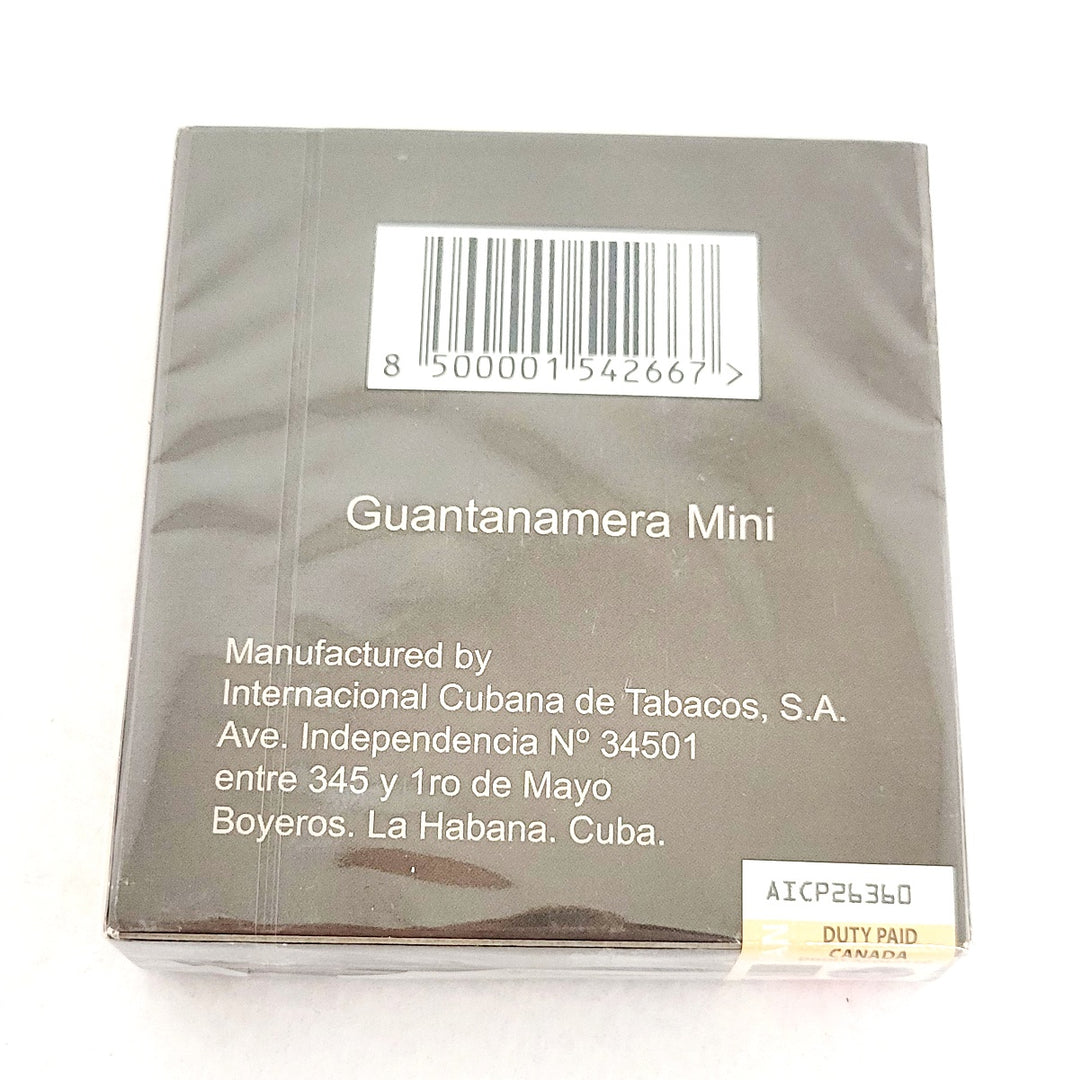 8 500001 542667 >
Guantanamera Mini
Manufactured by
Internacional Cubana de Tabacos, S.A.
Ave. Independencia Nº 34501
entre 345 y 1ro de Mayo
Boyeros. La Habana. Cuba.
AICP26360
DUTY PAID
CANADA